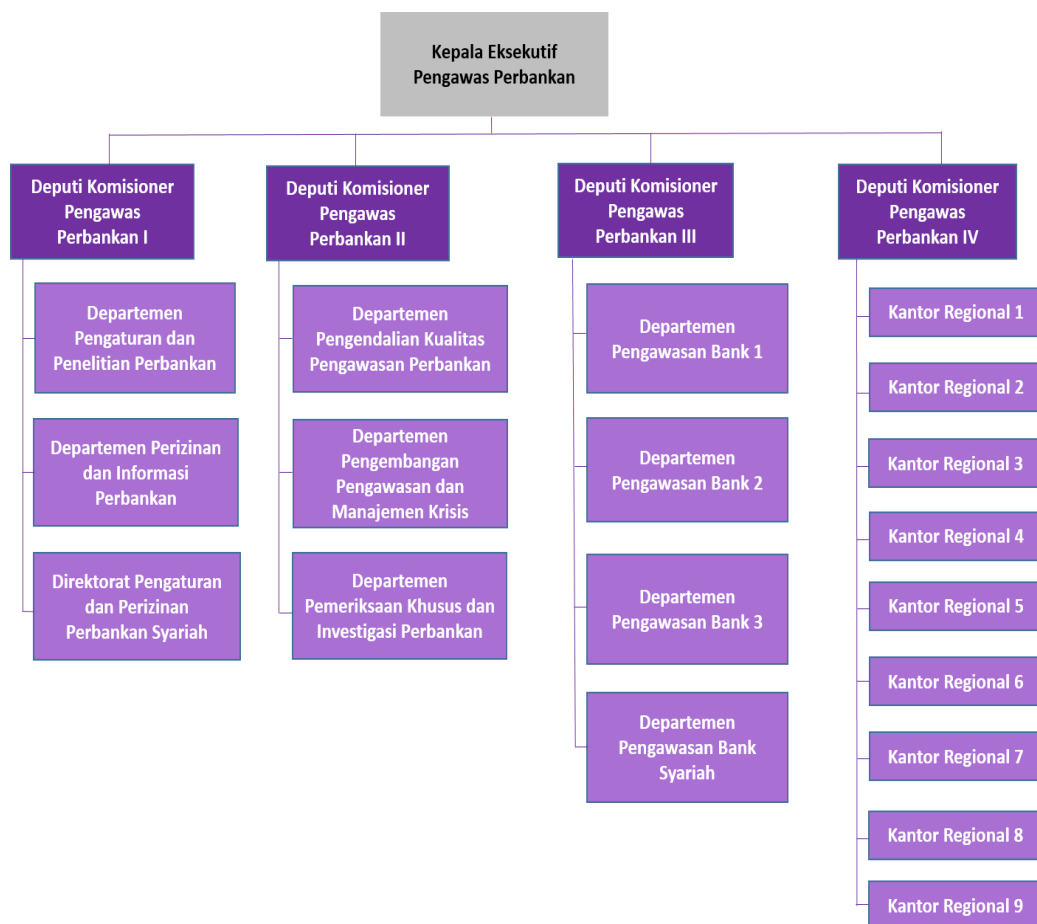 Kepala Eksekutif
Pengawas Perbankan
Deputi Komisioner
Pengawas
Perbankan I
Departemen
Pengaturan dan
Penelitian Perbankan
Departemen Perizinan
dan Informasi
Perbankan
Direktorat Pengaturan
dan Perizinan
Perbankan Syariah
Deputi Komisioner
Pengawas
Perbankan II
Departemen
Pengendalian Kualitas
Pengawasan Perbankan
Departemen
Pengembangan
Pengawasan dan
Manajemen Krisis
Departemen
Pemeriksaan Khusus dan
Investigasi Perbankan
Deputi Komisioner
Pengawas
Perbankan III
Departemen
Pengawasan Bank 1
Departemen
Pengawasan Bank 2
Departemen
Pengawasan Bank 3
Departemen
Pengawasan Bank
Syariah
Deputi Komisioner
Pengawas
Perbankan IV
Kantor Regional 1
Kantor Regional 2
Kantor Regional 3
Kantor Regional 4
Kantor Regional 5
Kantor Regional 6
Kantor Regional 7
Kantor Regional 8
Kantor Regional 9